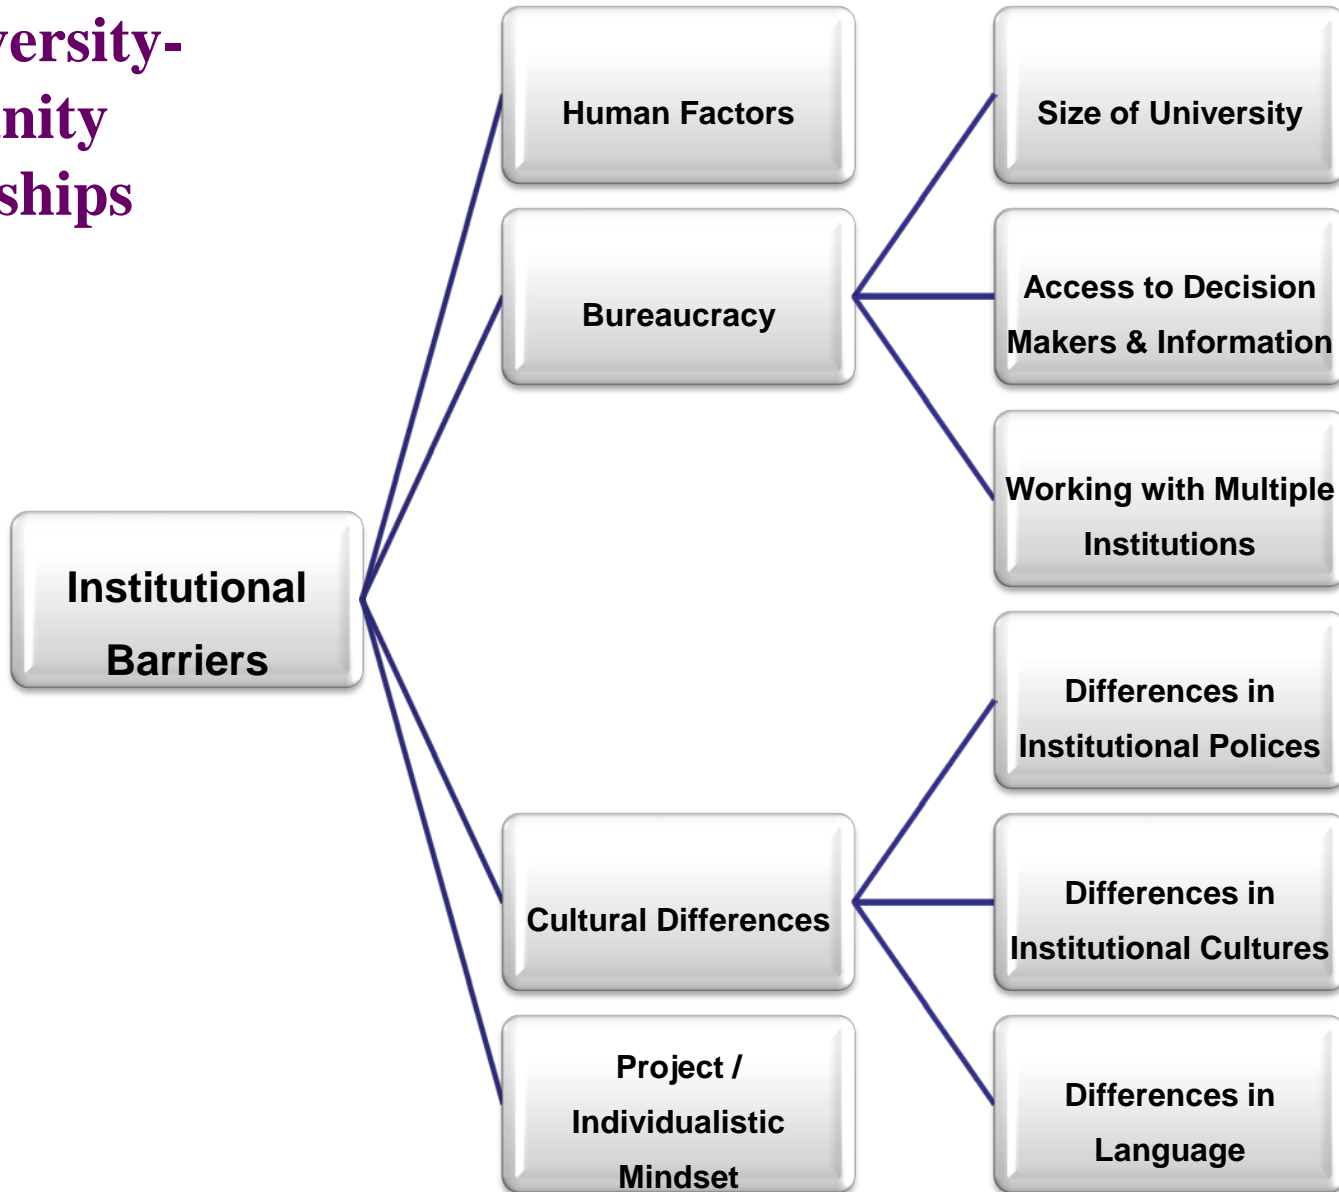 versity-
unity
ships
Human Factors
Size of University
Bureaucracy
Access to Decision
Makers & Information
Working with Multiple
Institutions
Institutional
Barriers
Differences in
Institutional Polices
Cultural Differences
Differences in
Institutional Cultures
Project /
Individualistic
Mindset
Differences in
Language